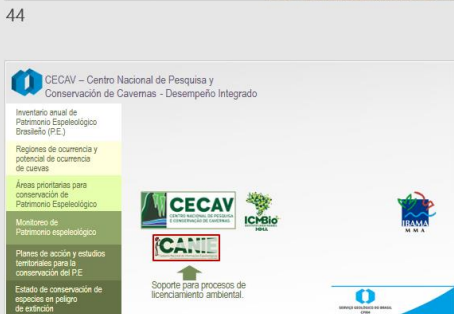 44
CECAV – Centro Nacional de Pesquisa y
Conservación de Cavernas - Desempeño Integrado
Inventario anual de
Patrimonio Espeleológico
Brasileño (P.E.)
Regiones de ocurrencia y
potencial de ocurrencia
de cuevas
Áreas prioritarias para
conservación de
Patrimonio Espeleológico
Monitoreo de
Patrimonio espeleológico
Planes de acción y estudios
territoriales para la
conservación del P.E
Estado de conservación de
especies en peligro
de extinción
CECAV
CENTRO NACIONAL DE PESQUISA
E CONSERVAÇÃO DE CAVERNAS
ICMBio
MMA
CANIE
Soporte para procesos de
licenciamiento ambiental.
IBAMA
M M A
SERVIÇO GEOLÓGICO DO BRASIL
CPRM